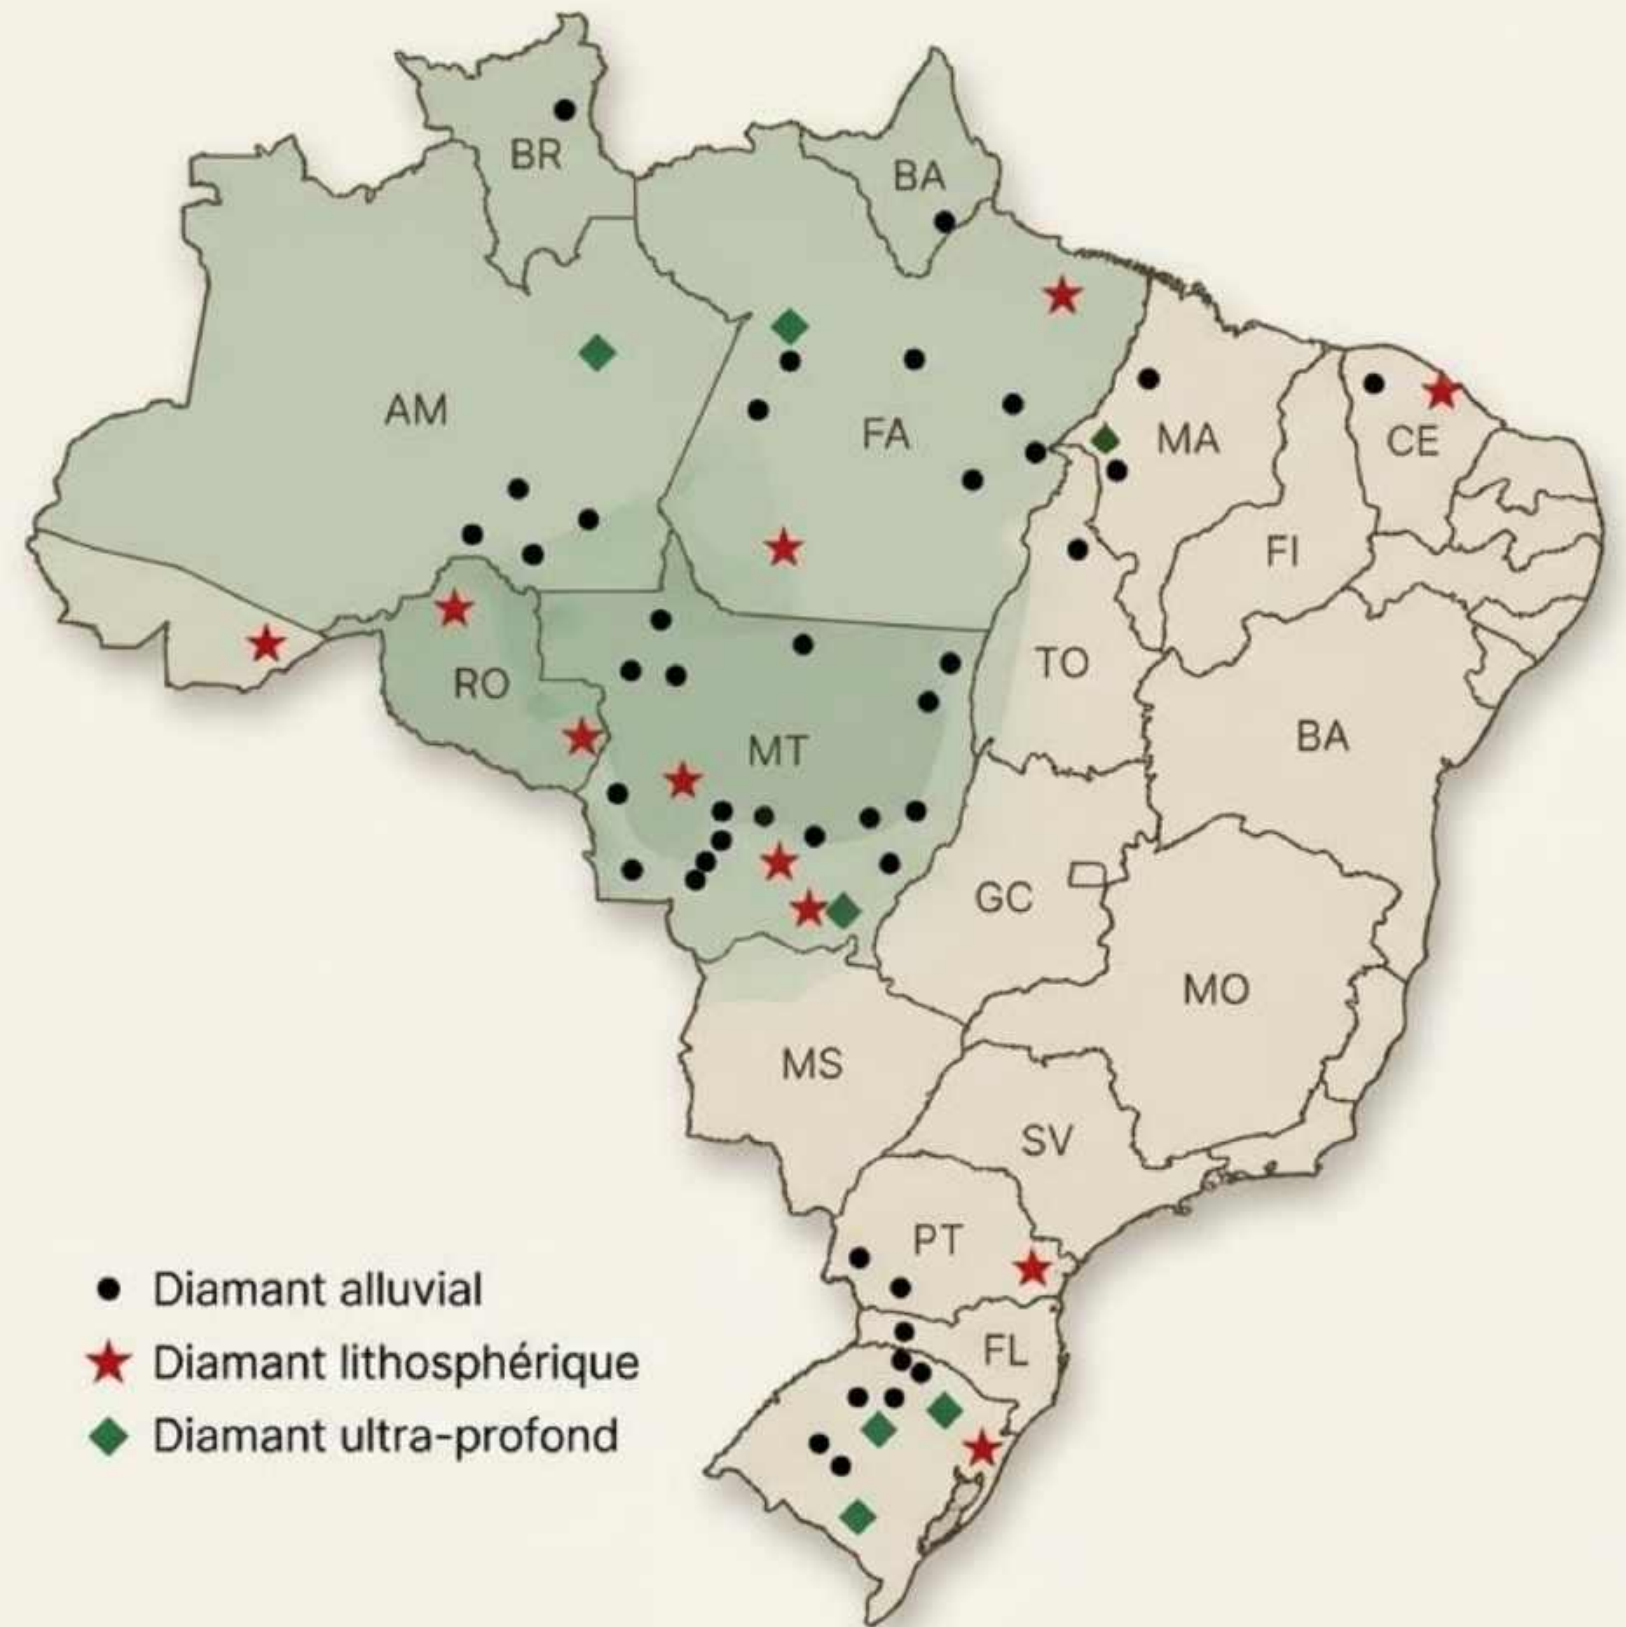 BR
BA
AM
FA
MA
CE
FI
RO
TO
MT
BA
GC
MO
MS
SV
PT
FL
Diamant alluvial
Diamant lithosphérique
Diamant ultra-profond